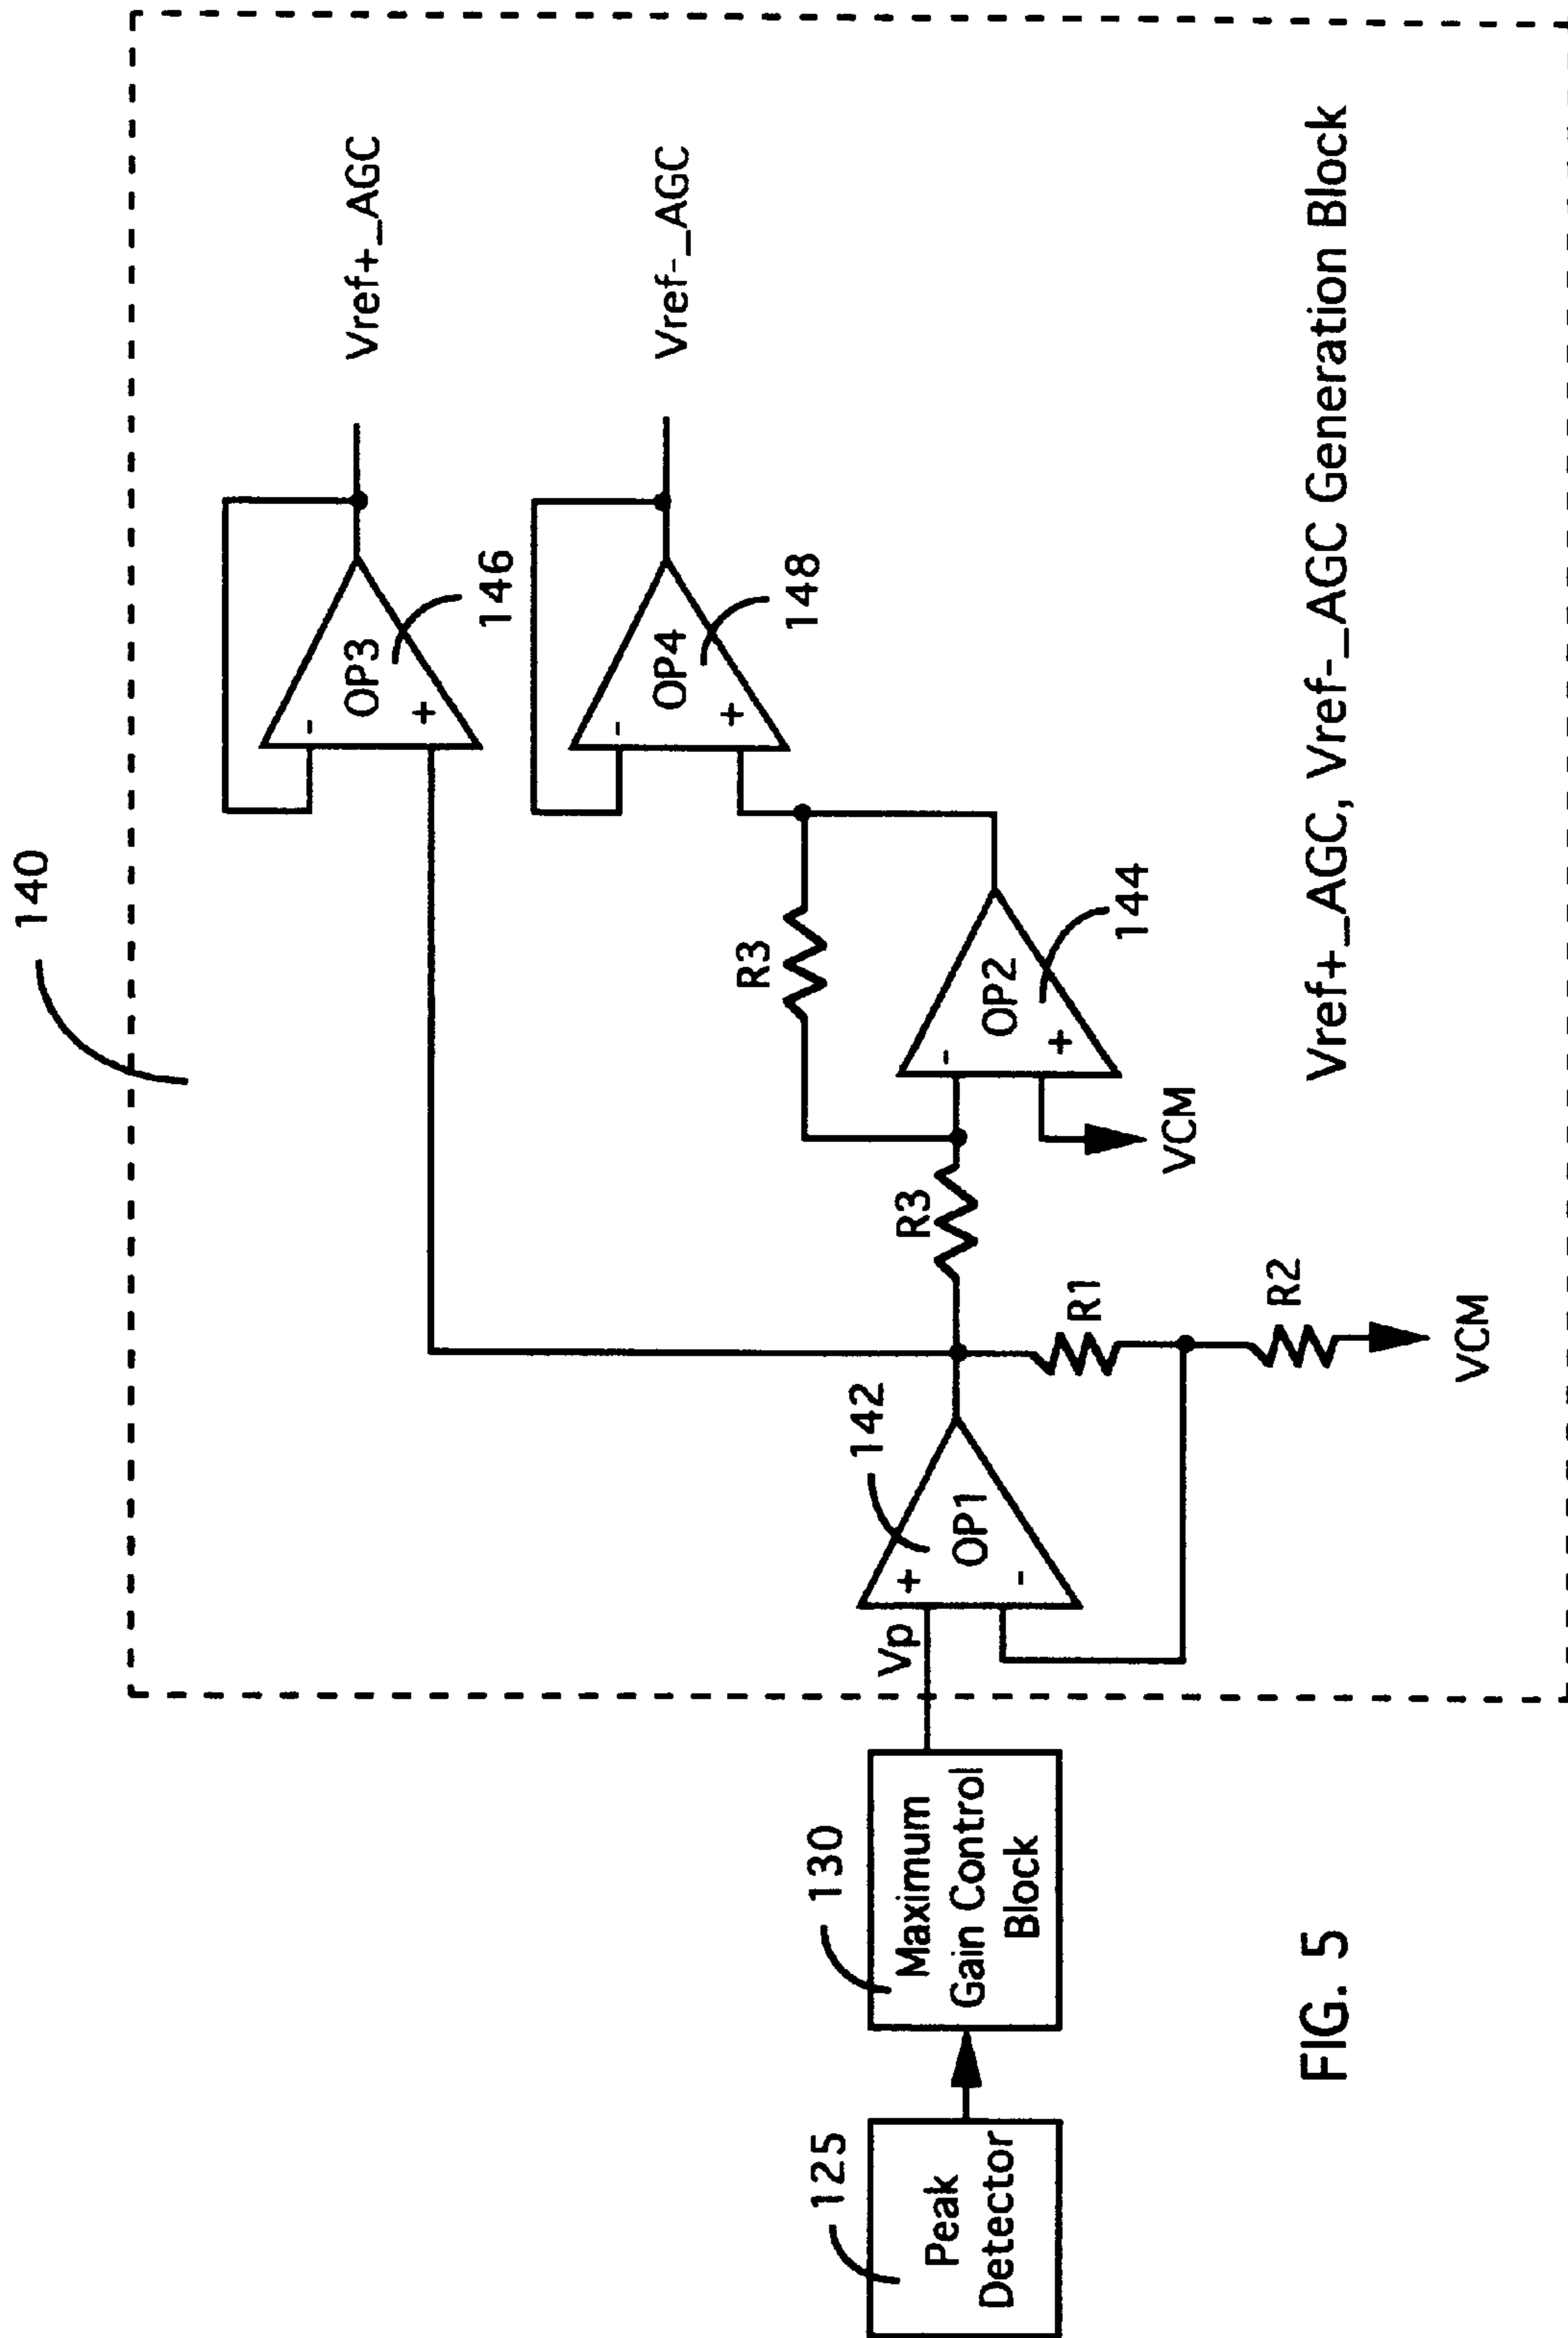 140
Vref+_AGC
-
OP3
+
146
Vref-_AGC
-
OP4
+
148
R3
125
Peak
Detector
130
Maximum
Gain Control
Block
Vp
142
+
OP1
-
R3
-
OP2
+
144
VCM
R1
R2
VCM
Vref+_AGC, Vref-_AGC Generation Block
FIG. 5